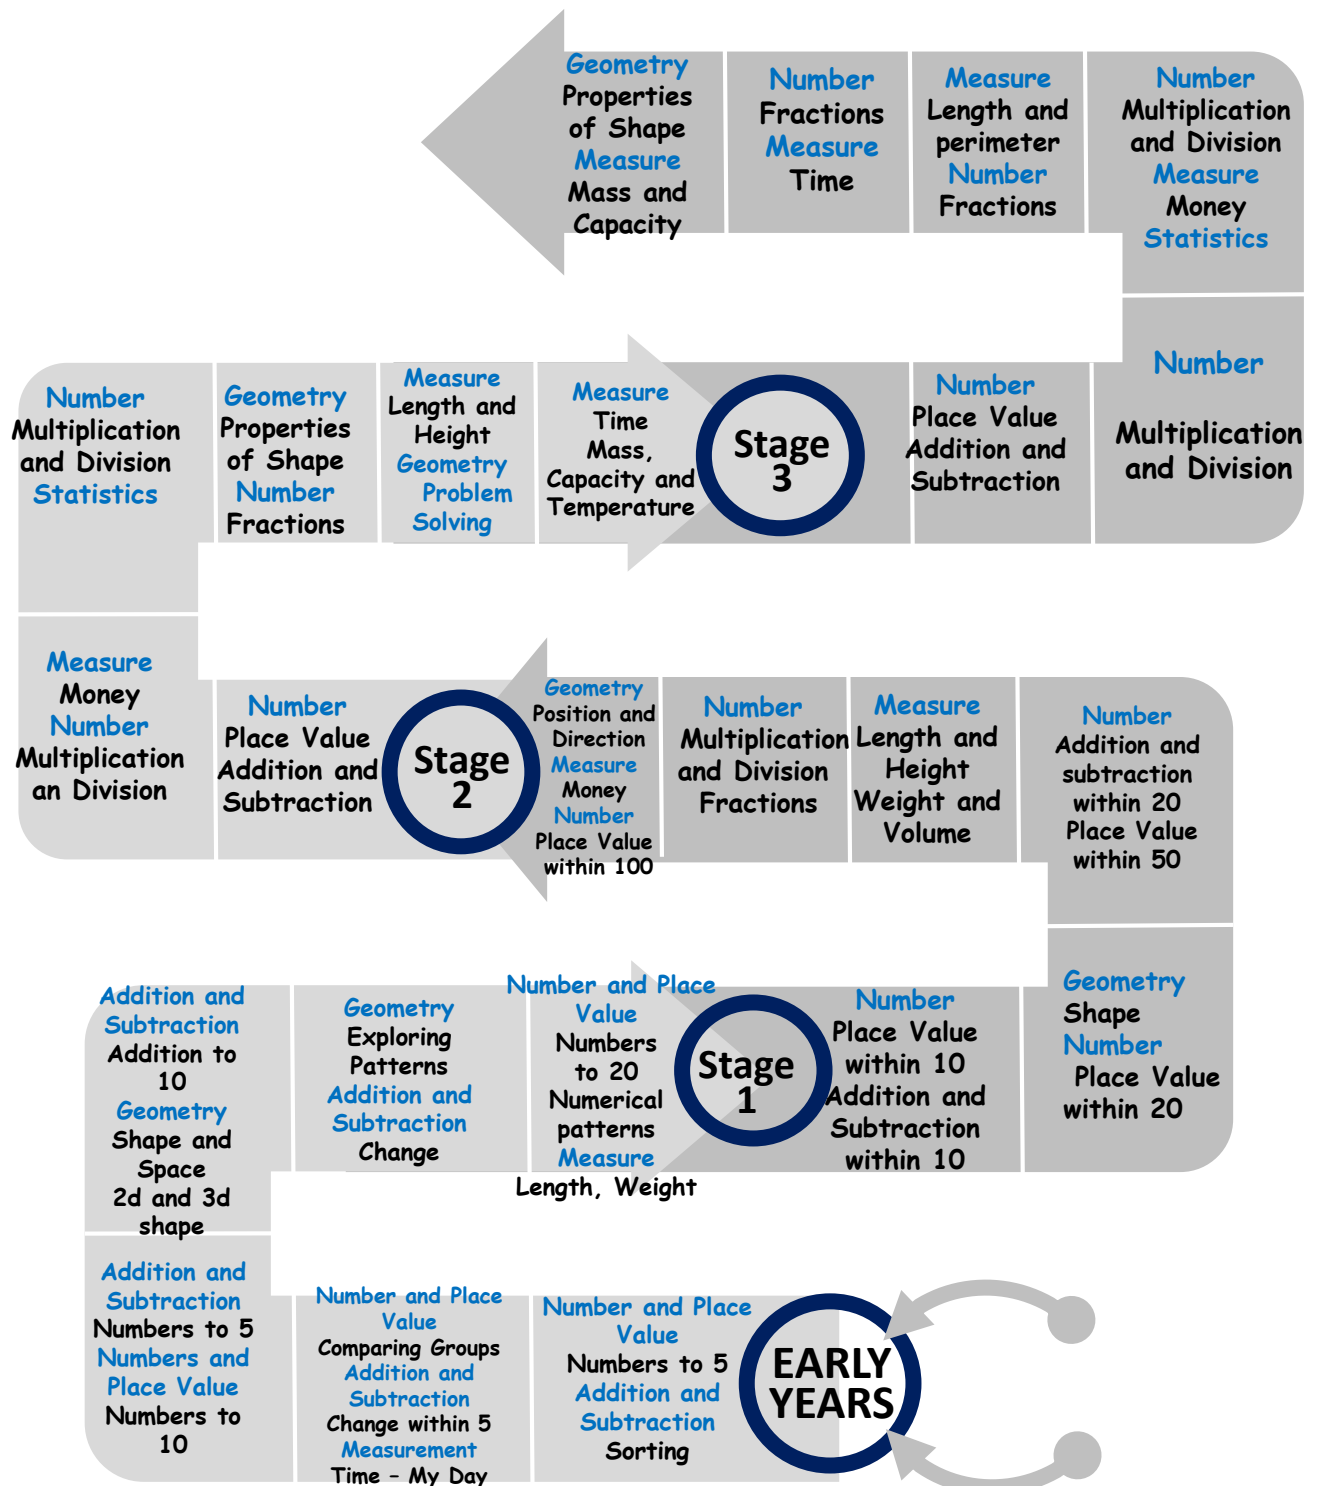 Geometry
Properties
of Shape
Measure
Mass and
Capacity
Number
Fractions
Measure
Time
Measure
Length and
perimeter
Number
Fractions
Number
Multiplication
and Division
Measure
Money
Statistics
Number
Multiplication
and Division
Number
Multiplication
and Division
Statistics
Geometry
Properties
of Shape
Number
Fractions
Measure
Length and
Height
Geometry
Problem
Solving
Measure
Time
Mass,
Capacity and
Temperature
Stage
3
Number
Place Value
Addition and
Subtraction
Measure
Money
Number
Multiplication
an Division
Number
Place Value
Addition and
Subtraction
Stage
2
Geometry
Position and
Direction
Measure
Money
Number
Place Value
within 100
Number
Multiplication
and Division
Fractions
Measure
Length and
Height
Weight and
Volume
Number
Addition and
subtraction
within 20
Place Value
within 50
Geometry
Shape
Number
Place Value
within 20
Addition and
Subtraction
Addition to
10
Geometry
Shape and
Space
2d and 3d
shape
Geometry
Exploring
Patterns
Addition and
Subtraction
Change
Number and Place
Value
Numbers
to 20
Numerical
patterns
Measure
Length, Weight
Stage
1
Number
Place Value
within 10
Addition and
Subtraction
within 10
Addition and
Subtraction
Numbers to 5
Numbers and
Place Value
Numbers to
10
Number and Place
Value
Comparing Groups
Addition and
Subtraction
Change within 5
Measurement
Time – My Day
Number and Place
Value
Numbers to 5
Addition and
Subtraction
Sorting
EARLY
YEARS